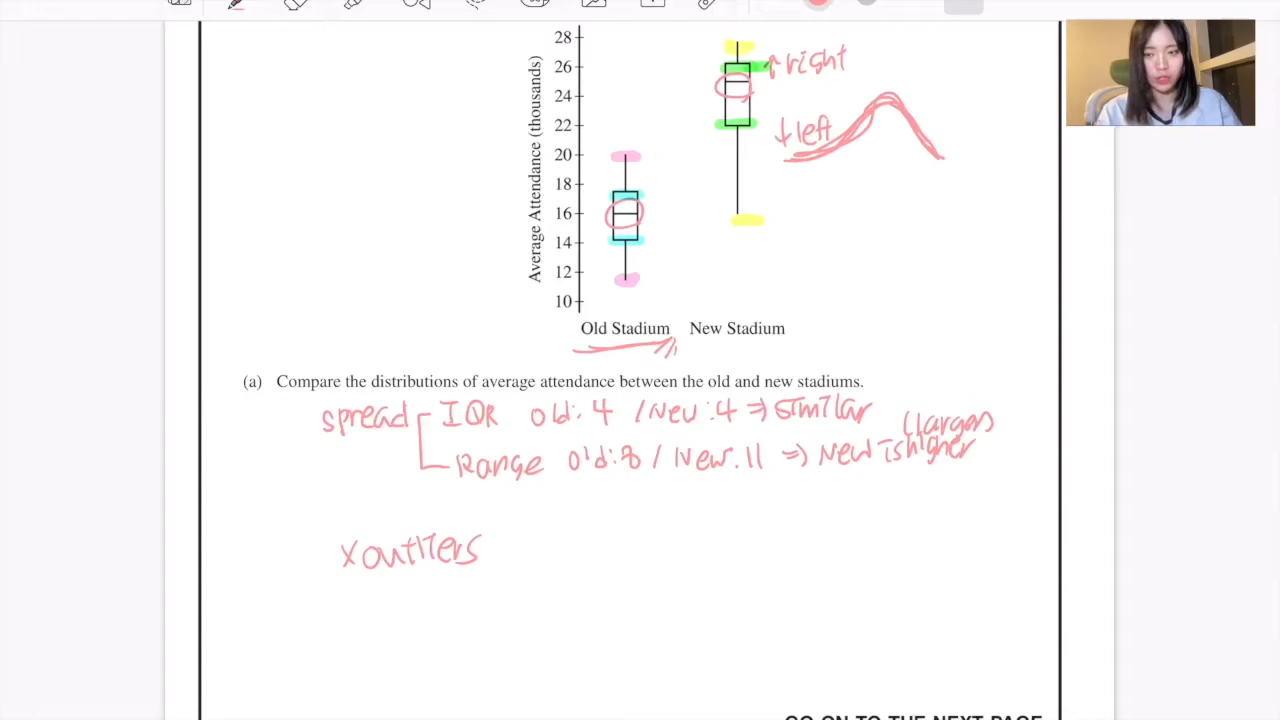 28
26
24
22
20
18
16
14
12
10
Average Attendance (thousands)
↑ right
↓ left
Old Stadium New Stadium
(a) Compare the distributions of average attendance between the old and new stadiums.
spread IQR old: 4 / New: 4 ⇒ similar
(larger)
Range old: 8 / New. 11 ⇒ New is higher
x outliers